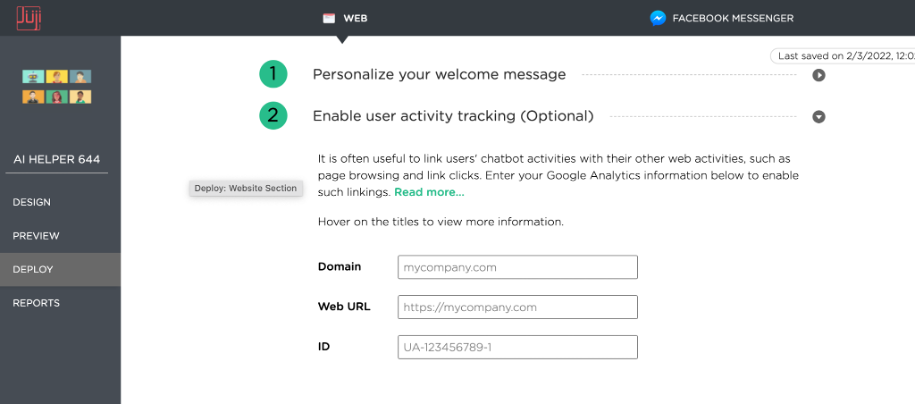 Juji
WEB
FACEBOOK MESSENGER
Last saved on 2/3/2022, 12:0
1 Personalize your welcome message
2 Enable user activity tracking (Optional)
It is often useful to link users' chatbot activities with their other web activities, such as
page browsing and link clicks. Enter your Google Analytics information below to enable
such linkings. Read more...
Deploy: Website Section
Hover on the titles to view more information.
Domain mycompany.com
Web URL https://mycompany.com
ID UA-123456789-1
AI HELPER 644
DESIGN
PREVIEW
DEPLOY
REPORTS